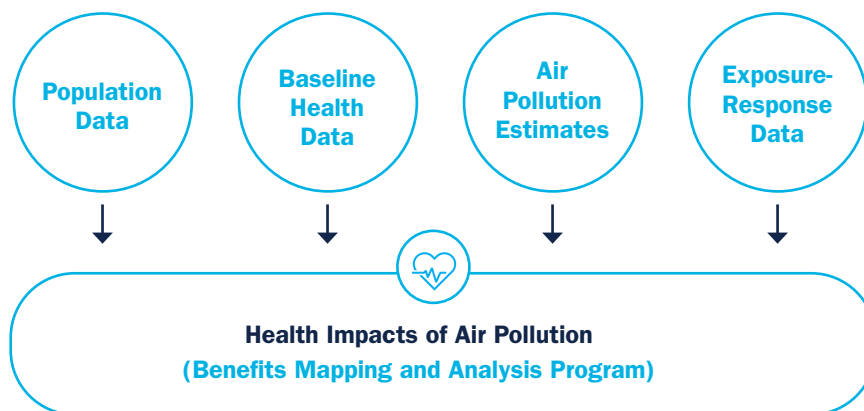 Population
Data
Baseline
Health
Data
Air
Pollution
Estimates
Exposure-
Response
Data
Health Impacts of Air Pollution
(Benefits Mapping and Analysis Program)